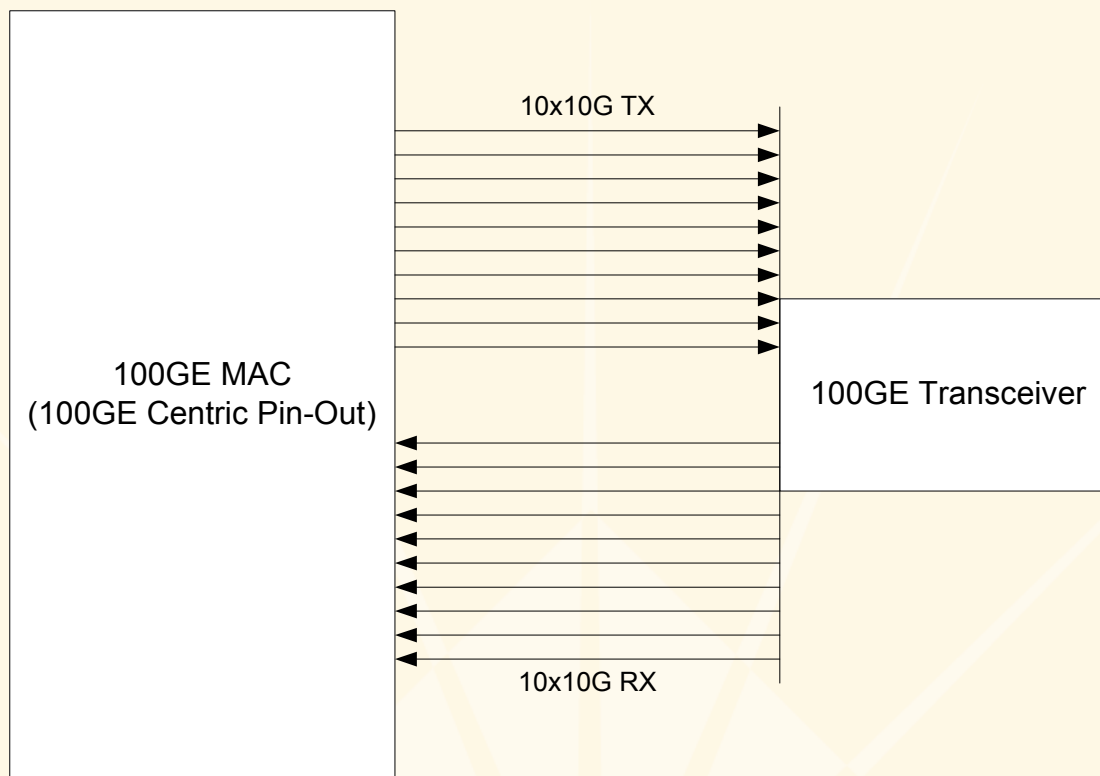 10x10G TX
100GE MAC
(100GE Centric Pin-Out)
100GE Transceiver
10x10G RX